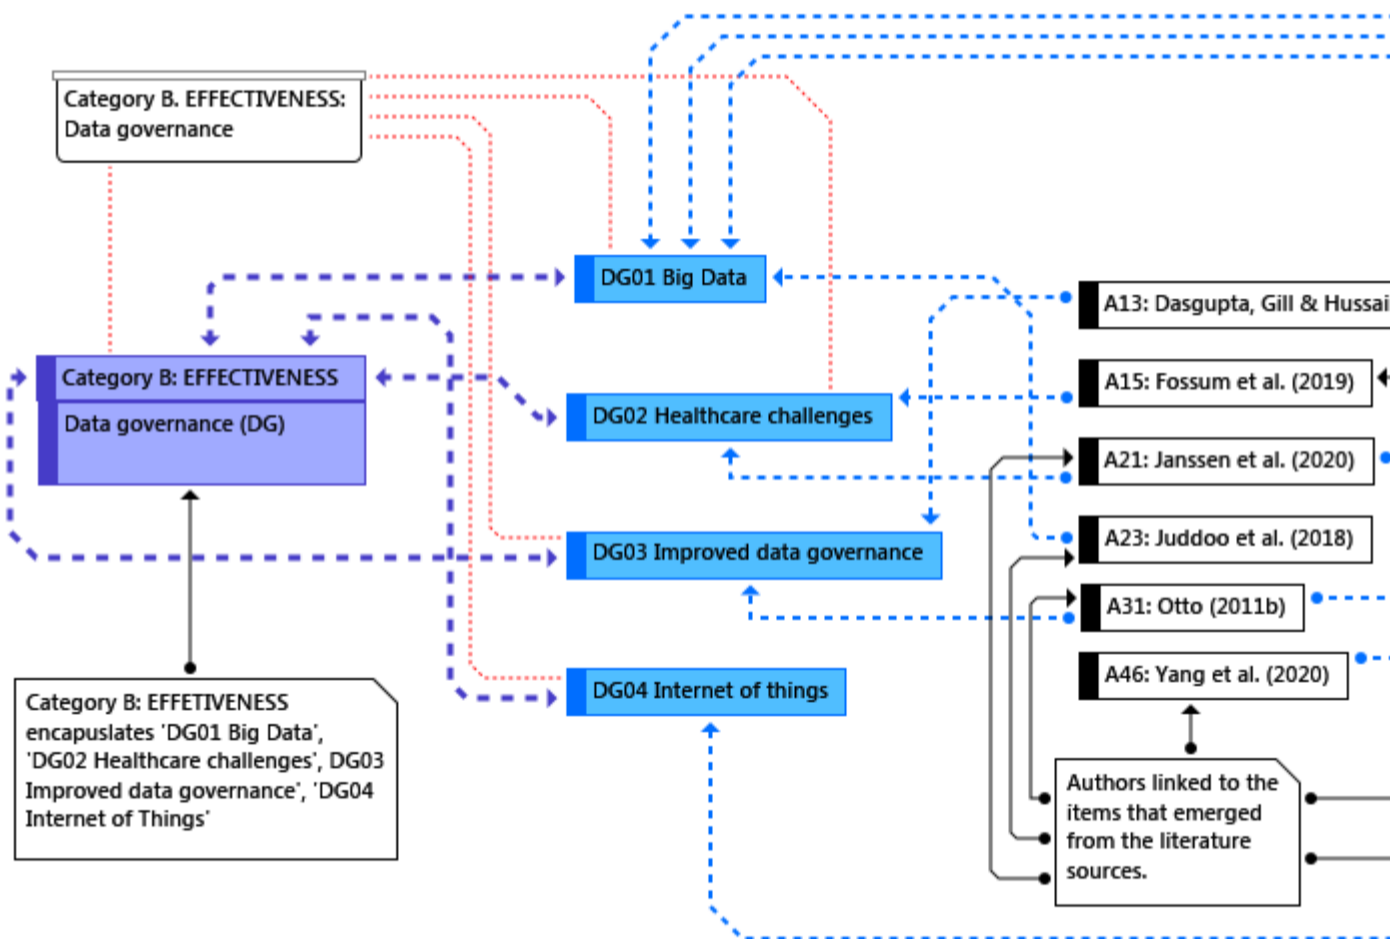 Category B. EFFECTIVENESS:
Data governance
DG01 Big Data
Category B: EFFECTIVENESS
Data governance (DG)
DG02 Healthcare challenges
DG03 Improved data governance
DG04 Internet of things
Category B: EFFETIVENESS
encapuslates 'DG01 Big Data',
'DG02 Healthcare challenges', DG03
Improved data governance', 'DG04
Internet of Things'
A13: Dasgupta, Gill & Hussai
A15: Fossum et al. (2019)
A21: Janssen et al. (2020)
A23: Juddoo et al. (2018)
A31: Otto (2011b)
A46: Yang et al. (2020)
Authors linked to the
items that emerged
from the literature
sources.